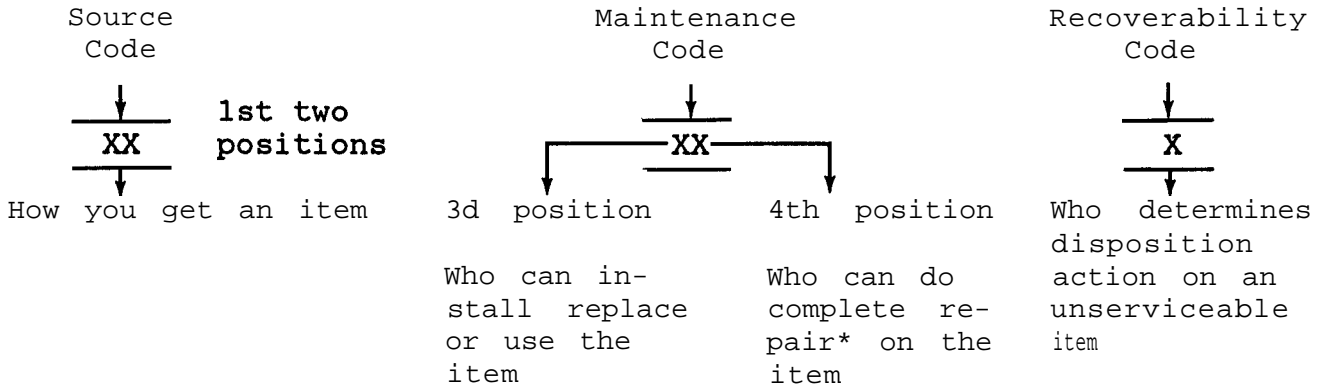 Source
Code
XX
1st two
positions
How you get an item
Maintenance
Code
XX
3d position
Who can in-
stall replace
or use the
item
4th position
Who can do
complete re-
pair* on the
item
Recoverability
Code
X
Who determines
disposition
action on an
unserviceable
item